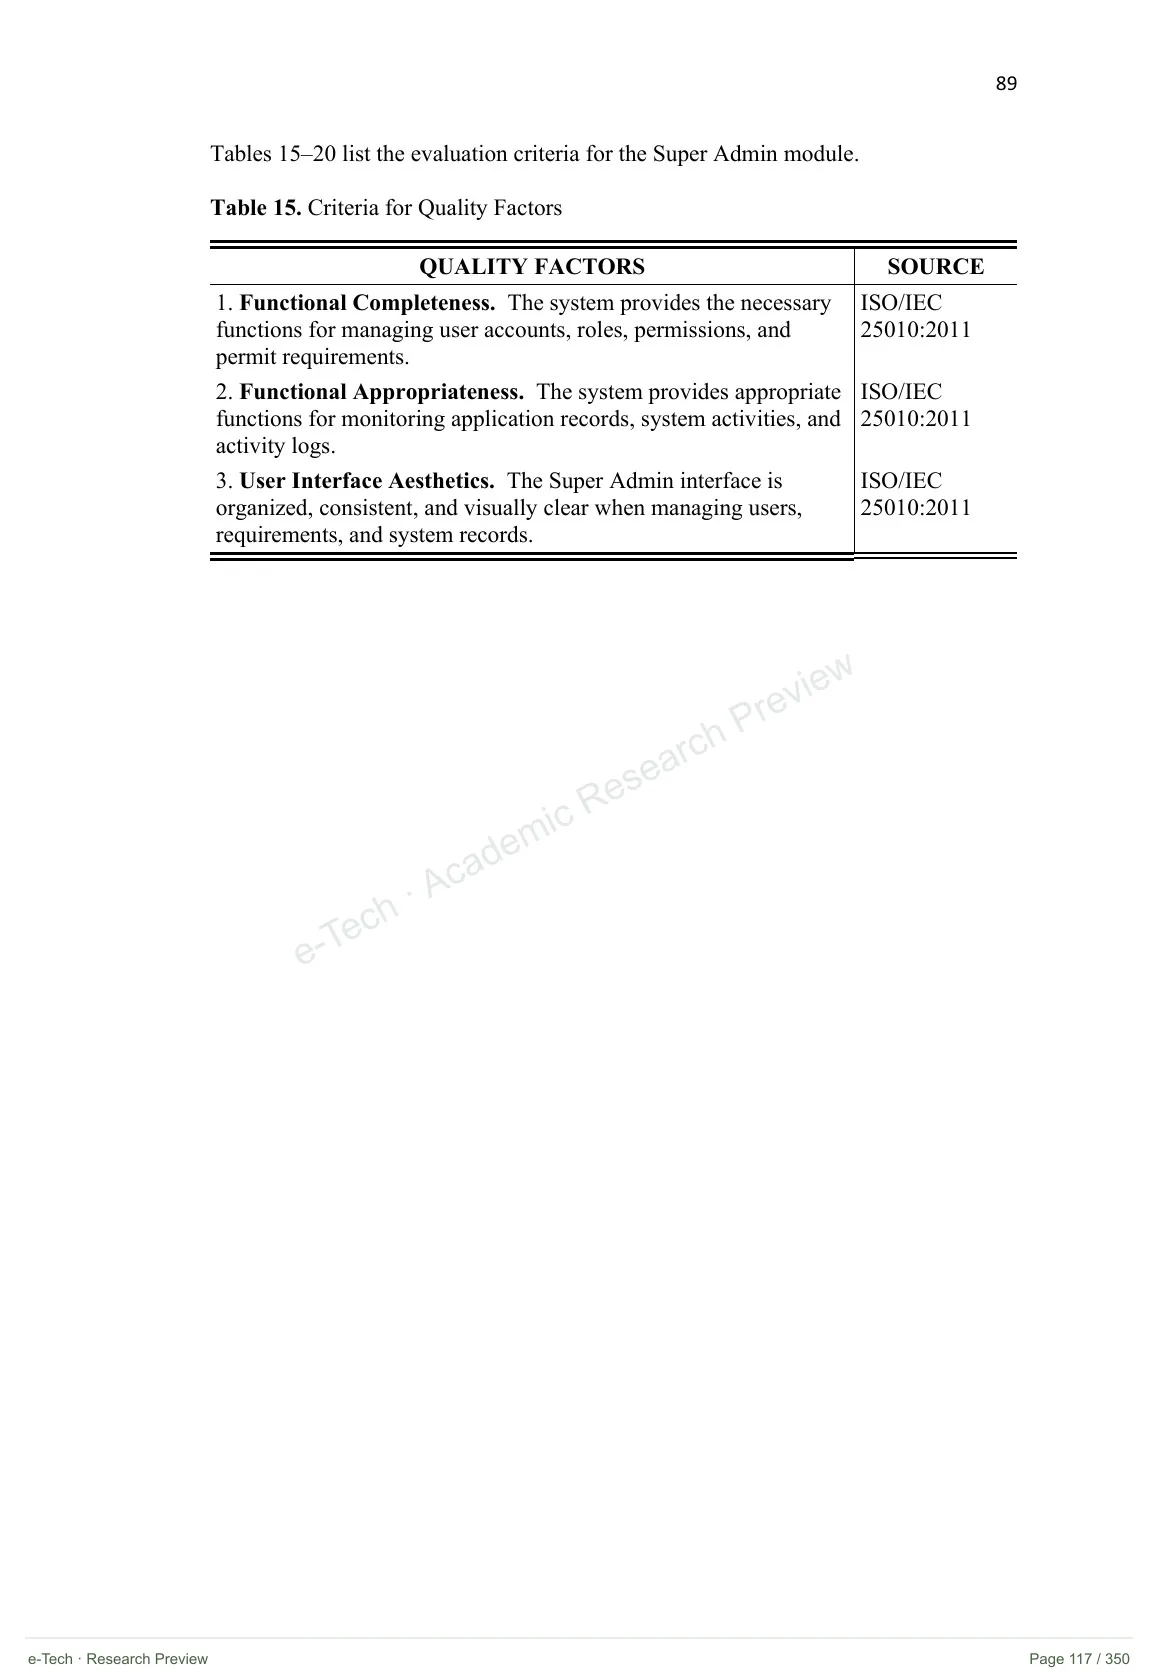 89
Tables 15–20 list the evaluation criteria for the Super Admin module.
Table 15. Criteria for Quality Factors
QUALITY FACTORS SOURCE
1. Functional Completeness. The system provides the necessary ISO/IEC
functions for managing user accounts, roles, permissions, and 25010:2011
permit requirements.
2. Functional Appropriateness. The system provides appropriate ISO/IEC
functions for monitoring application records, system activities, and 25010:2011
activity logs.
3. User Interface Aesthetics. The Super Admin interface is ISO/IEC
organized, consistent, and visually clear when managing users, 25010:2011
requirements, and system records.
e-Tech · Academic Research Preview
e-Tech · Research Preview Page 117 / 350